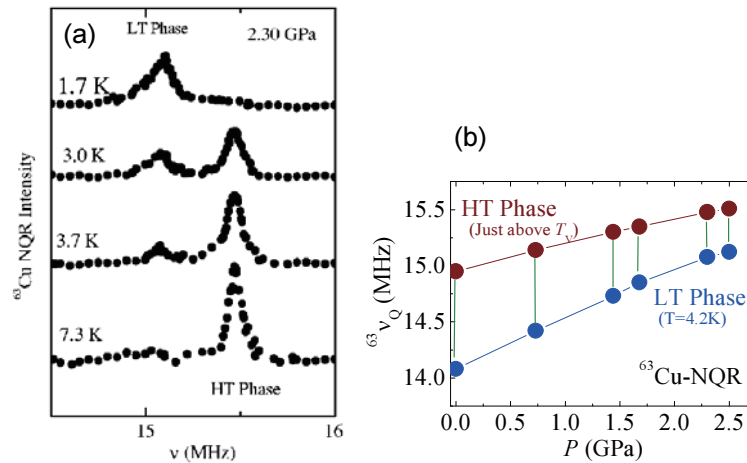 (a)
LT Phase
2.30 GPa
1.7 K
3.0 K
3.7 K
7.3 K
HT Phase
⁶³Cu NQR Intensity
15
16
ν (MHz)
(b)
HT Phase
(Just above T_V)
LT Phase
(T=4.2K)
⁶³Cu-NQR
⁶³ν_Q (MHz)
15.5
15.0
14.5
14.0
0.0 0.5 1.0 1.5 2.0 2.5
P (GPa)